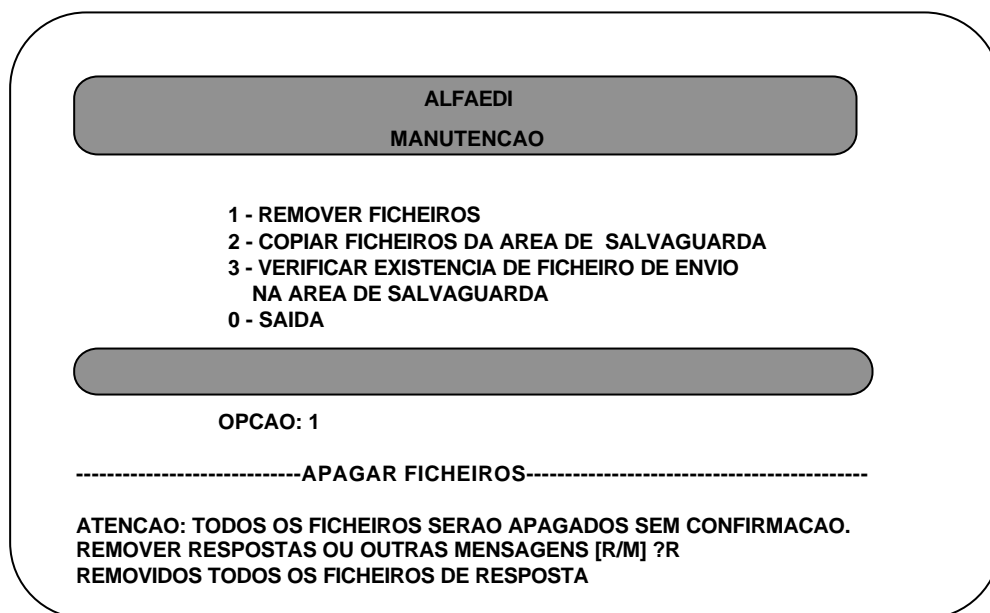 ALFAEDI
MANUTENCAO
1 - REMOVER FICHEIROS
2 - COPIAR FICHEIROS DA AREA DE SALVAGUARDA
3 - VERIFICAR EXISTENCIA DE FICHEIRO DE ENVIO
NA AREA DE SALVAGUARDA
0 - SAIDA
OPCAO: 1
-----------------------------APAGAR FICHEIROS--------------------------------------------
ATENCAO: TODOS OS FICHEIROS SERAO APAGADOS SEM CONFIRMACAO.
REMOVER RESPOSTAS OU OUTRAS MENSAGENS [R/M] ?R
REMOVIDOS TODOS OS FICHEIROS DE RESPOSTA